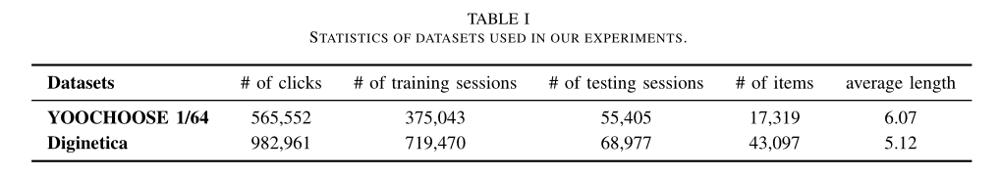 TABLE I
STATISTICS OF DATASETS USED IN OUR EXPERIMENTS.
Datasets # of clicks # of training sessions # of testing sessions # of items average length
YOOCHOOSE 1/64 565,552 375,043 55,405 17,319 6.07
Diginetica 982,961 719,470 68,977 43,097 5.12